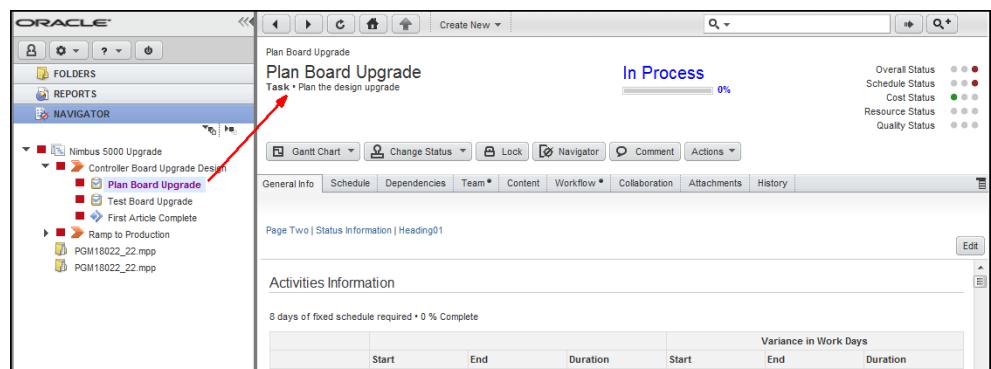 ORACLE
Create New
?
FOLDERS
REPORTS
NAVIGATOR
Nimbus 5000 Upgrade
Controller Board Upgrade Design
Plan Board Upgrade
Test Board Upgrade
First Article Complete
Ramp to Production
PGM18022_22.mpp
PGM18022_22.mpp
Plan Board Upgrade
Plan Board Upgrade
Task • Plan the design upgrade
In Process
0%
Overall Status
Schedule Status
Cost Status
Resource Status
Quality Status
Gantt Chart Change Status Lock Navigator Comment Actions
General Info Schedule Dependencies Team Content Workflow Collaboration Attachments History
Page Two | Status Information | Heading01
Edit
Activities Information
8 days of fixed schedule required • 0 % Complete
Variance in Work Days
Start End Duration Start End Duration